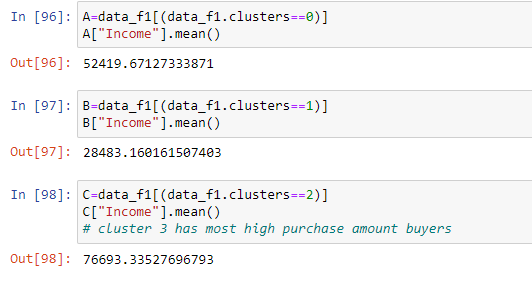 In [96]: A=data_f1[(data_f1.clusters==0)]
A["Income"].mean()
Out[96]: 52419.67127333871
In [97]: B=data_f1[(data_f1.clusters==1)]
B["Income"].mean()
Out[97]: 28483.160161507403
In [98]: C=data_f1[(data_f1.clusters==2)]
C["Income"].mean()
# cluster 3 has most high purchase amount buyers
Out[98]: 76693.33527696793